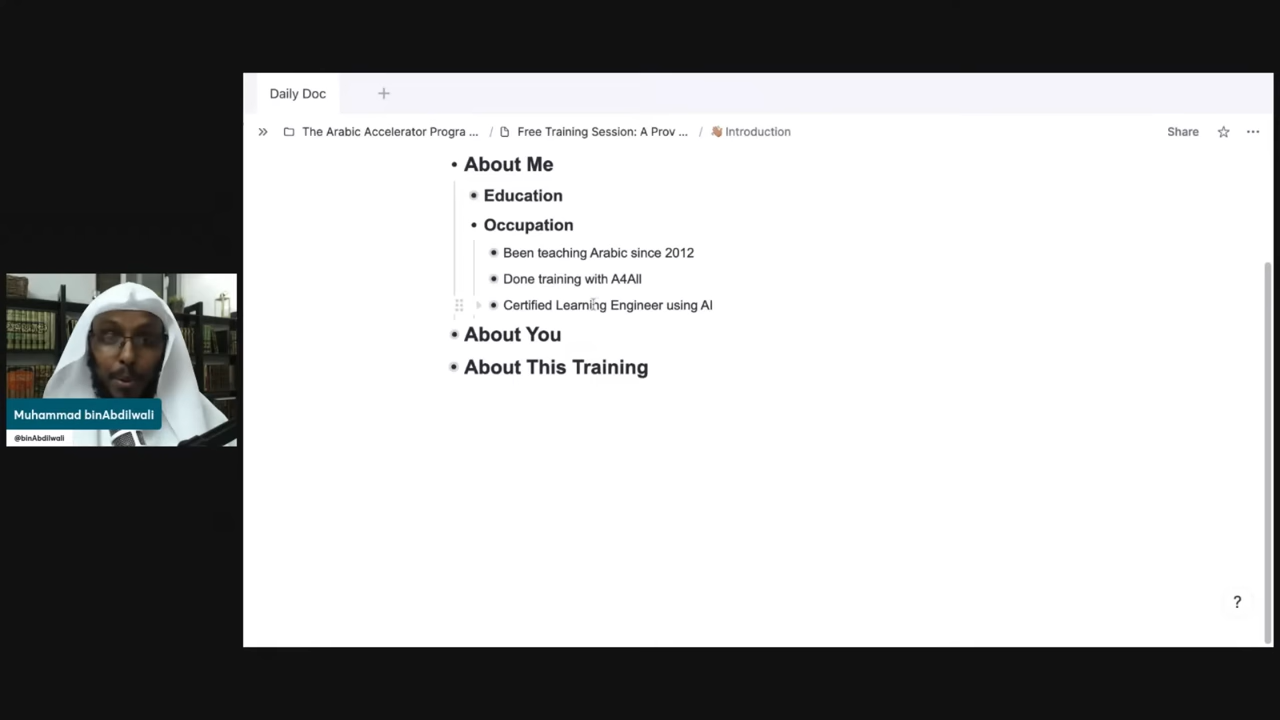 Daily Doc
The Arabic Accelerator Progra ... / Free Training Session: A Prov ... / 👋🏼 Introduction
Share
About Me
Education
Occupation
Been teaching Arabic since 2012
Done training with A4All
Certified Learning Engineer using AI
About You
About This Training
Muhammad binAbdilwali
@binAbdilwali
?